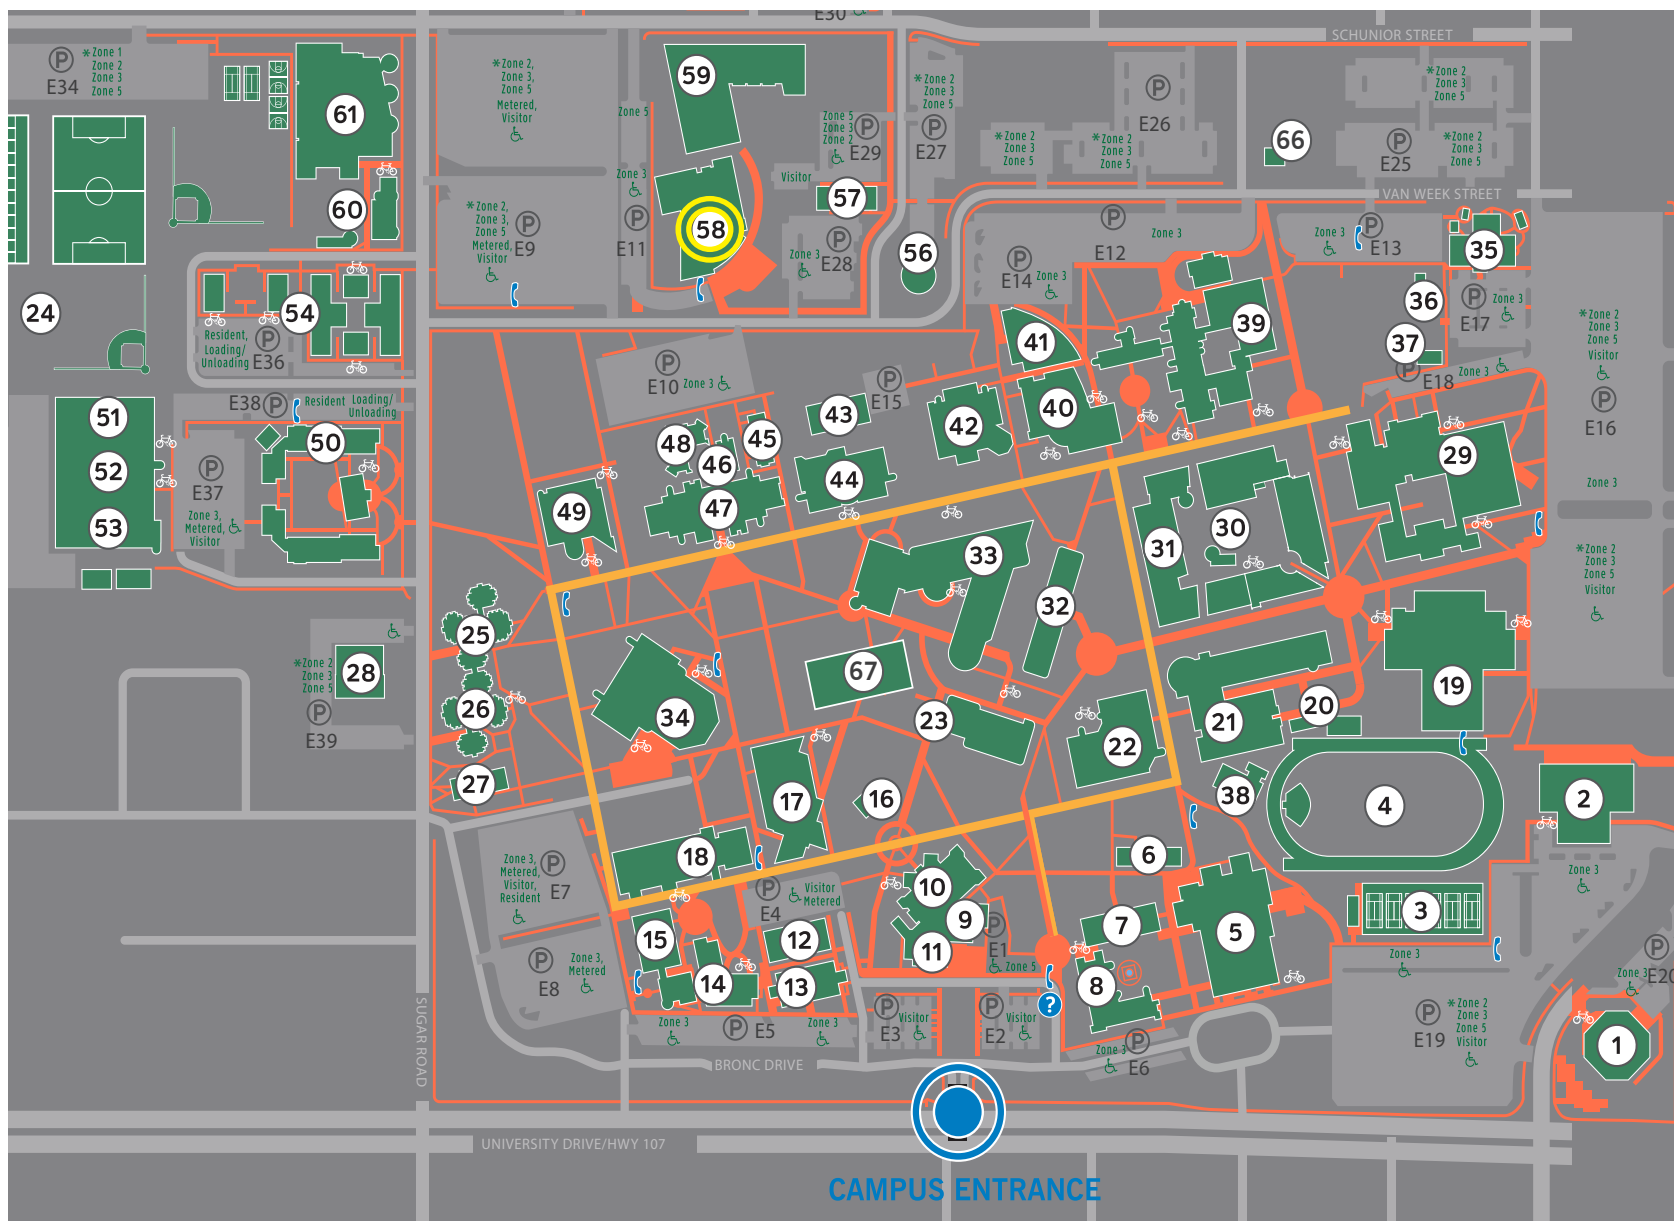 E30
SCHUNIOR STREET
E34
*Zone 1
Zone 2
Zone 3
Zone 5
61
*Zone 2,
Zone 3,
Zone 5
Metered,
Visitor
Zone 5
59
Zone 5
Zone 3
Zone 2
E29
*Zone 2
Zone 3
Zone 5
E27
*Zone 2
Zone 3
Zone 5
*Zone 2
Zone 3
Zone 5
E26
66
*Zone 2
Zone 3
Zone 5
E25
*Zone 2
Zone 3
Zone 5
VAN WEEK STREET
60
*Zone 2,
Zone 3,
Zone 5
Metered,
Visitor
E9
Zone 3
E11
58
Visitor
57
Zone 3
E28
56
E14
Zone 3
E12
Zone 3
Zone 3
E13
35
24
54
Resident,
Loading/
Unloading
E36
E10
Zone 3
E15
41
39
36
37
E17
Zone 3
E18
Zone 3
*Zone 2
Zone 3
Zone 5
Visitor
E16
Zone 3
51
52
53
E38
Resident
Loading/
Unloading
50
E37
Zone 3,
Metered,
Visitor
48
46
45
47
49
43
44
42
40
29
30
31
33
32
*Zone 2
Zone 3
Zone 5
Visitor
25
26
27
28
*Zone 2
Zone 3
Zone 5
E39
34
67
23
22
21
20
19
38
4
2
17
16
18
6
Zone 3,
Metered,
Visitor,
Resident
E7
E4
Visitor
Metered
10
9
11
E1
Zone 5
7
5
3
Zone 3
15
12
14
13
8
E8
Zone 3,
Metered
Zone 3
E5
Zone 3
E3
Visitor
E2
Visitor
?
Zone 3
E6
E19
*Zone 2
Zone 3
Zone 5
Visitor
Zone 3
Zone 3
E20
1
SUGAR ROAD
BRONC DRIVE
UNIVERSITY DRIVE/HWY 107
CAMPUS ENTRANCE